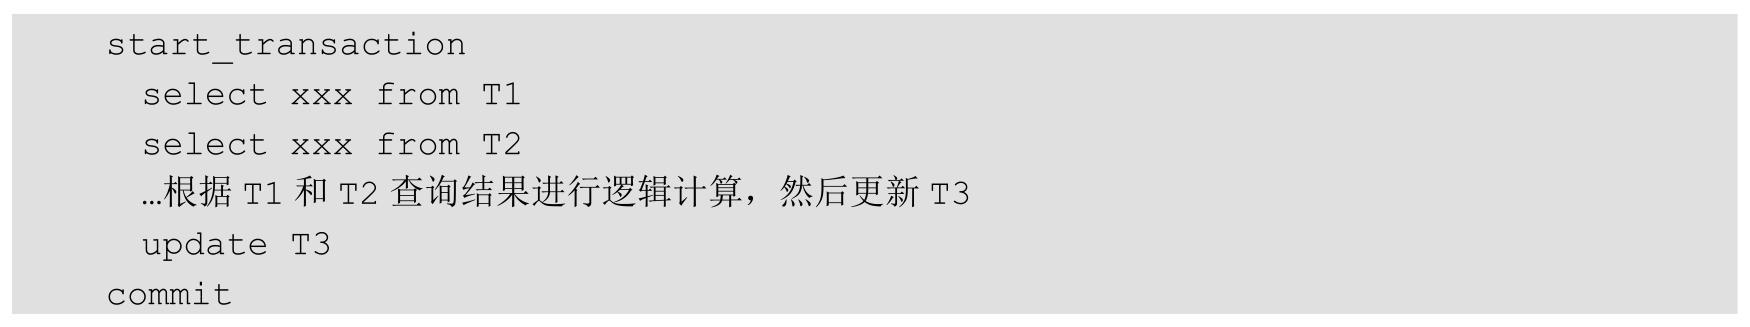 start_transaction
select xxx from T1
select xxx from T2
…根据 T1 和 T2 查询结果进行逻辑计算，然后更新 T3
update T3
commit